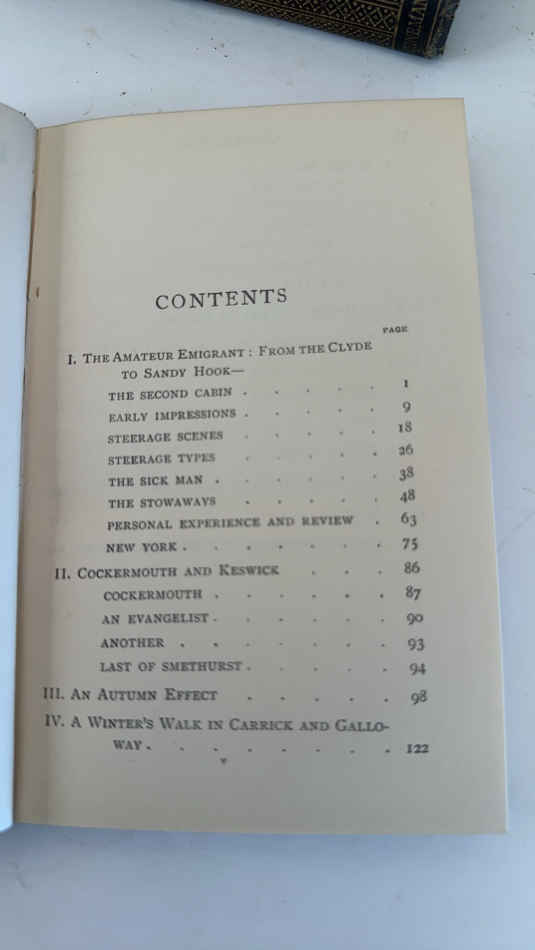 CONTENTS
PAGE
I. THE AMATEUR EMIGRANT : FROM THE CLYDE
TO SANDY HOOK—
THE SECOND CABIN . . . . . 1
EARLY IMPRESSIONS . . . . . 9
STEERAGE SCENES . . . . . 18
STEERAGE TYPES . . . . . 26
THE SICK MAN . . . . . . 38
THE STOWAWAYS . . . . . 48
PERSONAL EXPERIENCE AND REVIEW . 63
NEW YORK . . . . . . . 75
II. COCKERMOUTH AND KESWICK . . . 86
COCKERMOUTH . . . . . . 87
AN EVANGELIST . . . . . . 90
ANOTHER . . . . . . . 93
LAST OF SMETHURST . . . . . 94
III. AN AUTUMN EFFECT . . . . . 98
IV. A WINTER'S WALK IN CARRICK AND GALLO-
WAY . . . . . . . . 122
v